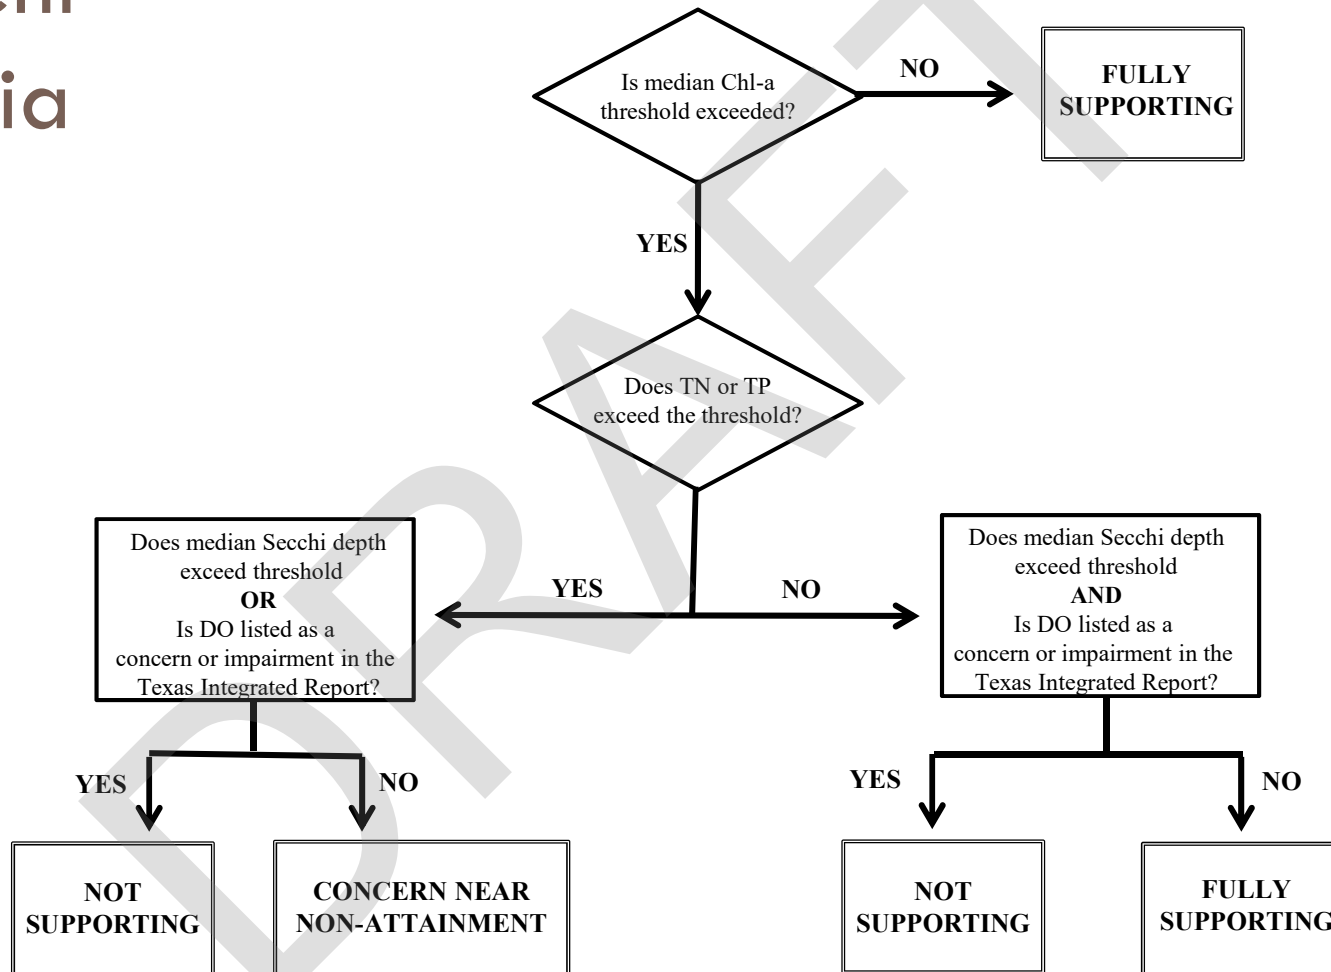 ia
Is median Chl-a
threshold exceeded?
NO
FULLY
SUPPORTING
YES
Does TN or TP
exceed the threshold?
Does median Secchi depth
exceed threshold
OR
Is DO listed as a
concern or impairment in the
Texas Integrated Report?
YES
NO
Does median Secchi depth
exceed threshold
AND
Is DO listed as a
concern or impairment in the
Texas Integrated Report?
YES
NO
YES
NO
NOT
SUPPORTING
CONCERN NEAR
NON-ATTAINMENT
NOT
SUPPORTING
FULLY
SUPPORTING
DRAFT